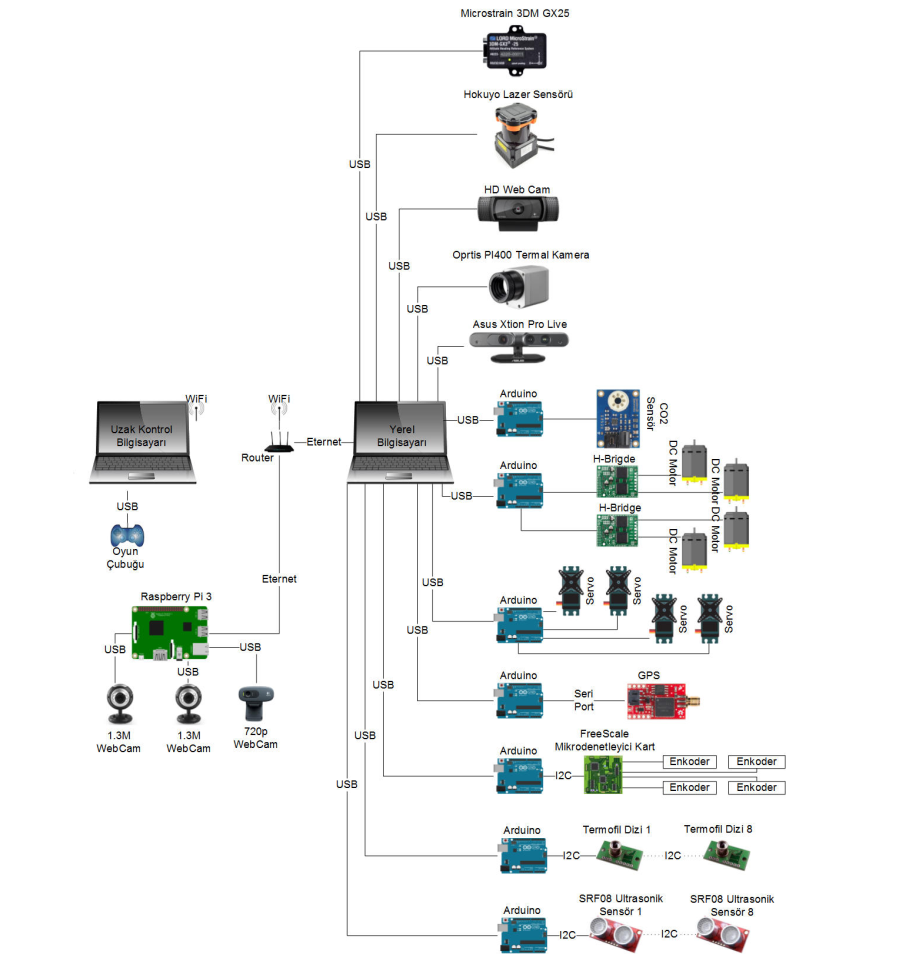 Microstrain 3DM GX25
Hokuyo Lazer Sensörü
USB
HD Web Cam
USB
Oprtis PI400 Termal Kamera
USB
USB
Asus Xtion Pro Live
USB
WiFi
WiFi
Uzak Kontrol
Bilgisayarı
Router
Eternet
Yerel
Bilgisayarı
USB
Arduino
CO2
Sensör
USB
Arduino
H-Brigde
DC Motor
DC Motor
H-Bridge
DC Motor
DC Motor
USB
Oyun
Çubuğu
Eternet
USB
Arduino
Servo
Servo
Servo
Servo
Raspberry Pi 3
USB
USB
USB
1.3M
WebCam
1.3M
WebCam
720p
WebCam
USB
Arduino
Seri
Port
GPS
USB
Arduino
I2C
FreeScale
Mikrodenetleyici Kart
Enkoder
Enkoder
Enkoder
Enkoder
USB
Arduino
I2C
Termofil Dizi 1
I2C
Termofil Dizi 8
USB
Arduino
I2C
SRF08 Ultrasonik
Sensör 1
I2C
SRF08 Ultrasonik
Sensör 8